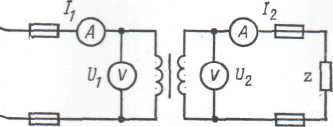 I₁ A I₂ A
U₁ V V U₂ z